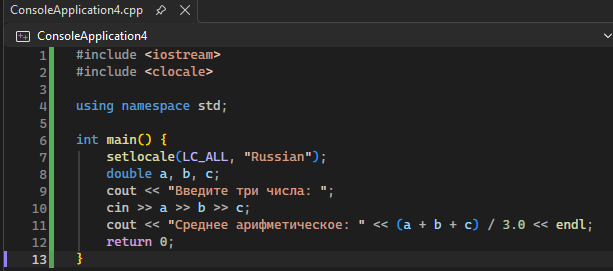 ConsoleApplication4.cpp
ConsoleApplication4
1 #include <iostream>
2 #include <clocale>
3
4 using namespace std;
5
6 int main() {
7 setlocale(LC_ALL, "Russian");
8 double a, b, c;
9 cout << "Введите три числа: ";
10 cin >> a >> b >> c;
11 cout << "Среднее арифметическое: " << (a + b + c) / 3.0 << endl;
12 return 0;
13 }